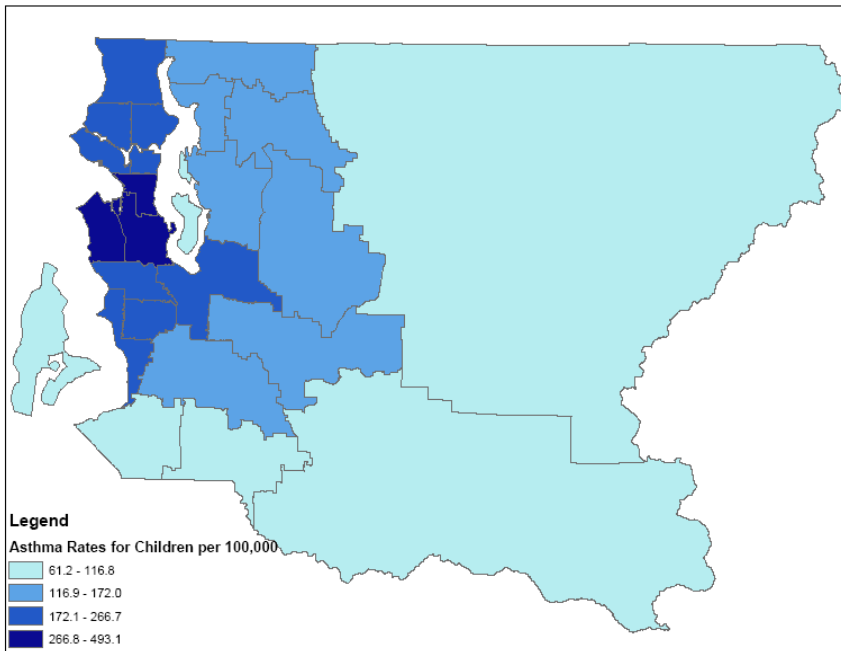 Legend
Asthma Rates for Children per 100,000
61.2 - 116.8
116.9 - 172.0
172.1 - 266.7
266.8 - 493.1